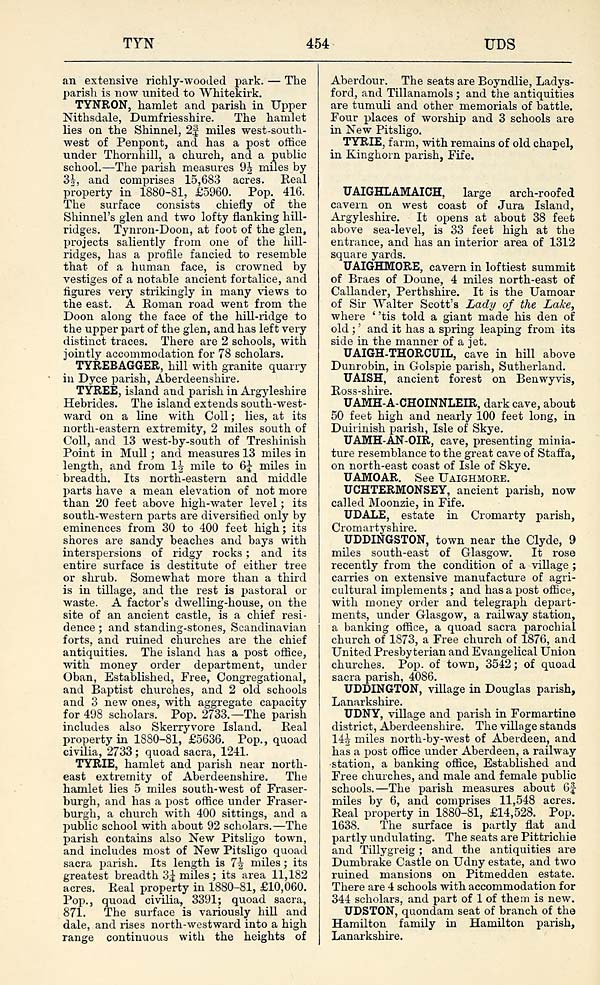 TYN 454 UDS
an extensive richly-wooded park. — The
parish is now united to Whitekirk.
TYNRON, hamlet and parish in Upper
Nithsdale, Dumfriesshire. The hamlet
lies on the Shinnel, 2¾ miles west-south-
west of Penpont, and has a post office
under Thornhill, a church, and a public
school.—The parish measures 9½ miles by
3½, and comprises 15,683 acres. Real
property in 1880-81, £5960. Pop. 416.
The surface consists chiefly of the
Shinnel's glen and two lofty flanking hill-
ridges. Tynron-Doon, at foot of the glen,
projects saliently from one of the hill-
ridges, has a profile fancied to resemble
that of a human face, is crowned by
vestiges of a notable ancient fortalice, and
figures very strikingly in many views to
the east. A Roman road went from the
Doon along the face of the hill-ridge to
the upper part of the glen, and has left very
distinct traces. There are 2 schools, with
jointly accommodation for 78 scholars.
TYREBAGGER, hill with granite quarry
in Dyce parish, Aberdeenshire.
TYREE, island and parish in Argyleshire
Hebrides. The island extends south-west-
ward on a line with Coll; lies, at its
north-eastern extremity, 2 miles south of
Coll, and 13 west-by-south of Treshinish
Point in Mull; and measures 13 miles in
length, and from 1½ mile to 6¼ miles in
breadth. Its north-eastern and middle
parts have a mean elevation of not more
than 20 feet above high-water level; its
south-western parts are diversified only by
eminences from 30 to 400 feet high; its
shores are sandy beaches and bays with
interspersions of ridgy rocks; and its
entire surface is destitute of either tree
or shrub. Somewhat more than a third
is in tillage, and the rest is pastoral or
waste. A factor's dwelling-house, on the
site of an ancient castle, is a chief resi-
dence; and standing-stones, Scandinavian
forts, and ruined churches are the chief
antiquities. The island has a post office,
with money order department, under
Oban, Established, Free, Congregational,
and Baptist churches, and 2 old schools
and 3 new ones, with aggregate capacity
for 498 scholars. Pop. 2733.—The parish
includes also Skerryvore Island. Real
property in 1880-81, £5636. Pop., quoad
civilia, 2733; quoad sacra, 1241.
TYRIE, hamlet and parish near north-
east extremity of Aberdeenshire. The
hamlet lies 5 miles south-west of Fraser-
burgh, and has a post office under Fraser-
burgh, a church with 400 sittings, and a
public school with about 92 scholars.—The
parish contains also New Pitsligo town,
and includes most of New Pitsligo quoad
sacra parish. Its length is 7½ miles; its
greatest breadth 3¾ miles; its area 11,182
acres. Real property in 1880-81, £10,060.
Pop., quoad civilia, 3391; quoad sacra,
871. The surface is variously hill and
dale, and rises north-westward into a high
range continuous with the heights of
Aberdour. The seats are Boyndlie, Ladys-
ford, and Tillanamols; and the antiquities
are tumuli and other memorials of battle.
Four places of worship and 3 schools are
in New Pitsligo.
TYRIE, farm, with remains of old chapel,
in Kinghorn parish, Fife.
UAIGHLAMAICH, large arch-roofed
cavern on west coast of Jura Island,
Argyleshire. It opens at about 38 feet
above sea-level, is 33 feet high at the
entrance, and has an interior area of 1312
square yards.
UAIGHMORE, cavern in loftiest summit
of Braes of Doune, 4 miles north-east of
Callander, Perthshire. It is the Uamoar
of Sir Walter Scott's Lady of the Lake,
where ''tis told a giant made his den of
old;' and it has a spring leaping from its
side in the manner of a jet.
UAIGH-THORCUIL, cave in hill above
Dunrobin, in Golspie parish, Sutherland.
UAISH, ancient forest on Benwyvis,
Ross-shire.
UAMH-A-CHOINNLEIR, dark cave, about
50 feet high and nearly 100 feet long, in
Duirinish parish, Isle of Skye.
UAMH-AN-OIR, cave, presenting minia-
ture resemblance to the great cave of Staffa,
on north-east coast of Isle of Skye.
UAMOAR. See UAIGHMORE.
UCHTERMONSEY, ancient parish, now
called Moonzie, in Fife.
UDALE, estate in Cromarty parish,
Cromartyshire.
UDDINGSTON, town near the Clyde, 9
miles south-east of Glasgow. It rose
recently from the condition of a village;
carries on extensive manufacture of agri-
cultural implements; and has a post office,
with money order and telegraph depart-
ments, under Glasgow, a railway station,
a banking office, a quoad sacra parochial
church of 1873, a Free church of 1876, and
United Presbyterian and Evangelical Union
churches. Pop. of town, 3542; of quoad
sacra parish, 4086.
UDDINGTON, village in Douglas parish,
Lanarkshire.
UDNY, village and parish in Formartine
district, Aberdeenshire. The village stands
14½ miles north-by-west of Aberdeen, and
has a post office under Aberdeen, a railway
station, a banking office, Established and
Free churches, and male and female public
schools.—The parish measures about 6¾
miles by 6, and comprises 11,548 acres.
Real property in 1880-81, £14,528. Pop.
1638. The surface is partly flat and
partly undulating. The seats are Pittrichie
and Tillygreig; and the antiquities are
Dumbrake Castle on Udny estate, and two
ruined mansions on Pitmedden estate.
There are 4 schools with accommodation for
344 scholars, and part of 1 of them is new.
UDSTON, quondam seat of branch of the
Hamilton family in Hamilton parish,
Lanarkshire.